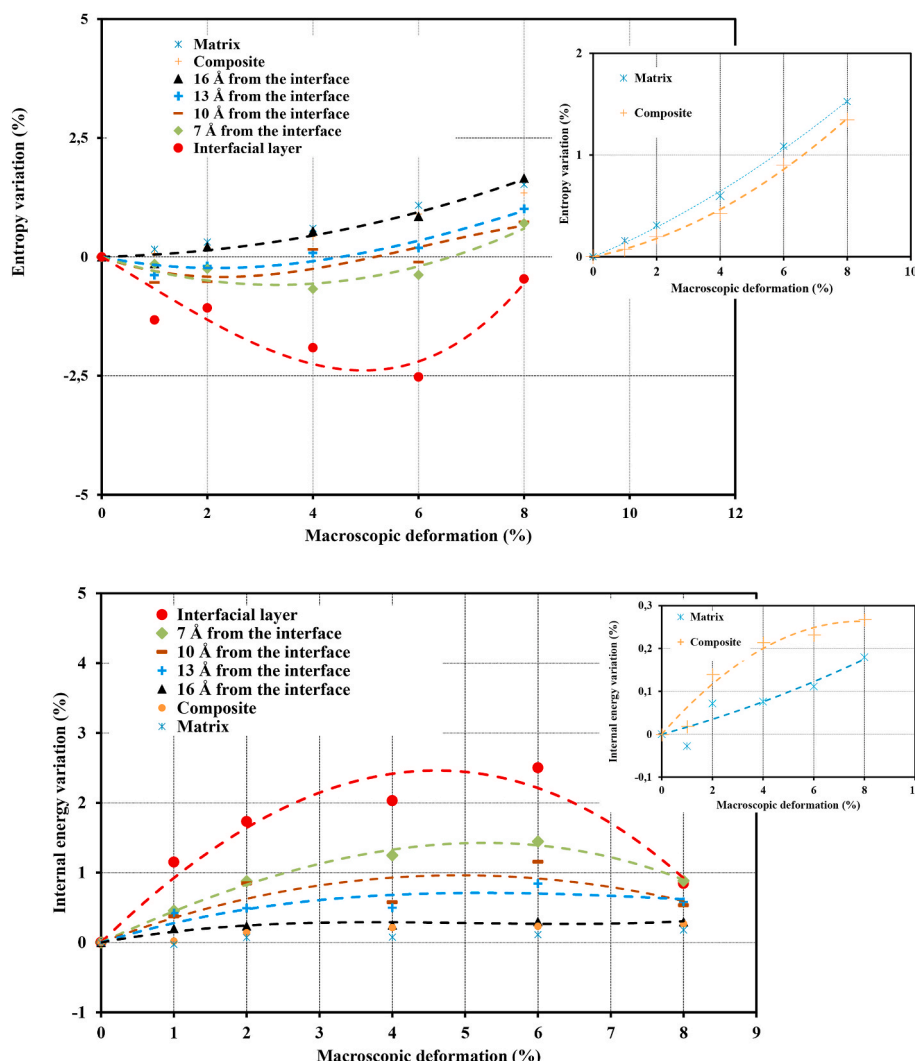 5
2,5
0
-2,5
-5
Entropy variation (%)
Matrix
Composite
16 Å from the interface
13 Å from the interface
10 Å from the interface
7 Å from the interface
Interfacial layer
0 2 4 6 8 10 12
Macroscopic deformation (%)
2
1
0
Entropy variation (%)
Matrix
Composite
0 2 4 6 8 10
Macroscopic deformation (%)
5
4
3
2
1
0
-1
Internal energy variation (%)
Interfacial layer
7 Å from the interface
10 Å from the interface
13 Å from the interface
16 Å from the interface
Composite
Matrix
0 1 2 3 4 5 6 7 8 9
Macroscopic deformation (%)
0,3
0,2
0,1
0
-0,1
Internal energy variation (%)
Matrix
Composite
0 2 4 6 8
Macroscopic deformation (%)